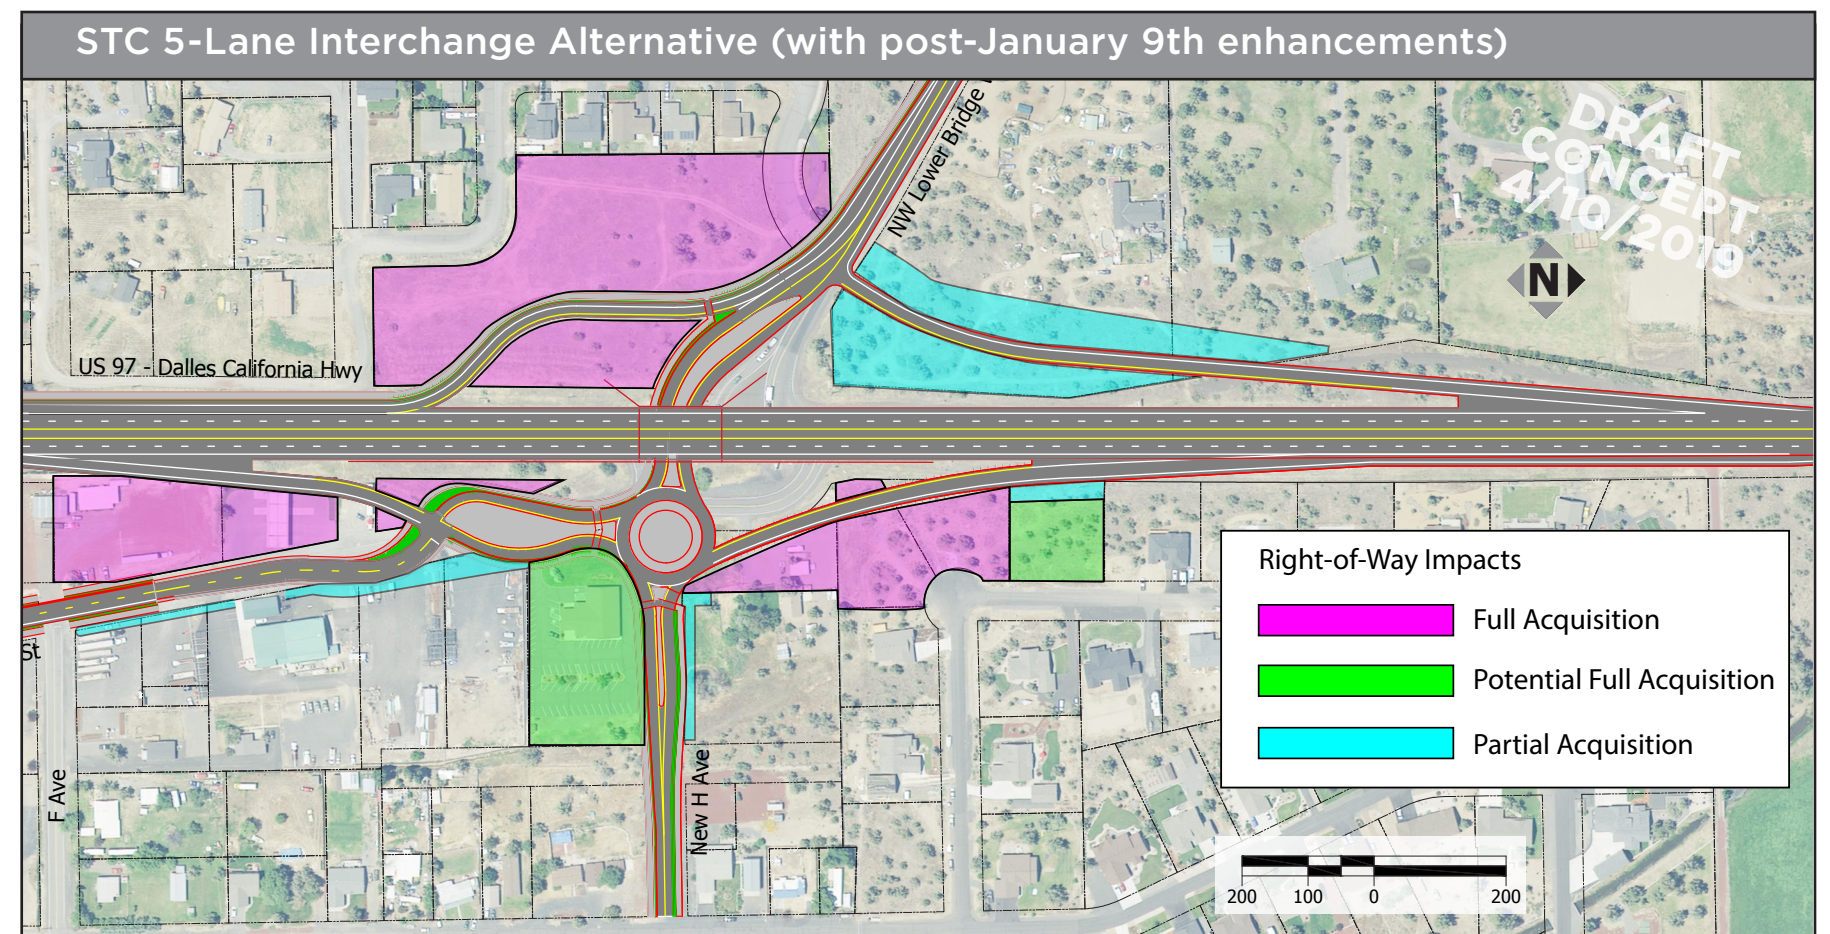 STC 5-Lane Interchange Alternative (with post-January 9th enhancements)
NW Lower Bridge
DRAFT
CONCEPT
4/10/2019
N
US 97 - Dalles California Hwy
St
F Ave
New H Ave
Right-of-Way Impacts
Full Acquisition
Potential Full Acquisition
Partial Acquisition
200 100 0 200